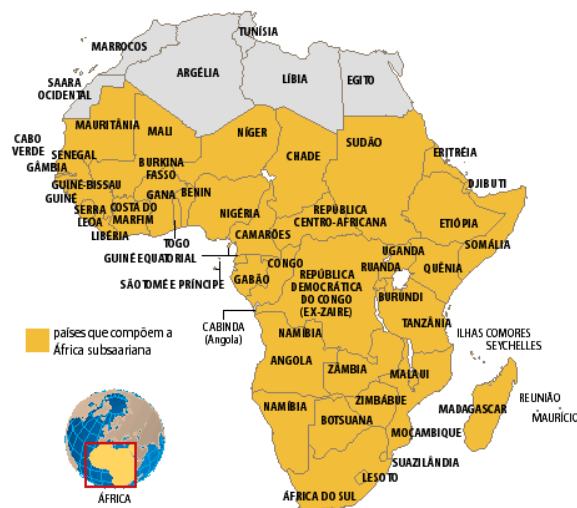 TUNÍSIA
MARROCOS
ARGÉLIA
LÍBIA
EGITO
SAARA
OCIDENTAL
MAURITÂNIA
MALI
NÍGER
CHADE
SUDÃO
ERITRÉIA
CABO
VERDE
SENEGAL
GÂMBIA
BURKINA
FASSO
GUINÉ-BISSAU
GUINÉ
GANA
BENIN
DJIBUTI
SERRA
LEOA
COSTA DO
MARFIM
NIGÉRIA
REPÚBLICA
CENTRO-AFRICANA
ETIÓPIA
LIBÉRIA
TOGO
CAMARÕES
SOMÁLIA
GUINÉ EQUATORIAL
CONGO
UGANDA
QUÊNIA
SÃO TOMÉ E PRÍNCIPE
GABÃO
REPÚBLICA
DEMOCRÁTICA
DO CONGO
(EX-ZAIRE)
RUANDA
BURUNDI
CABINDA
(Angola)
TANZÂNIA
países que compõem a
África subsaariana
NAMÍBIA
ILHAS COMORES
SEYCHELLES
ANGOLA
ZÂMBIA
MALAUI
NAMÍBIA
ZIMBÁBUE
BOTSUANA
MOÇAMBIQUE
MADAGASCAR
REUNIÃO
MAURÍCIO
SUAZILÂNDIA
LESOTO
ÁFRICA DO SUL
ÁFRICA